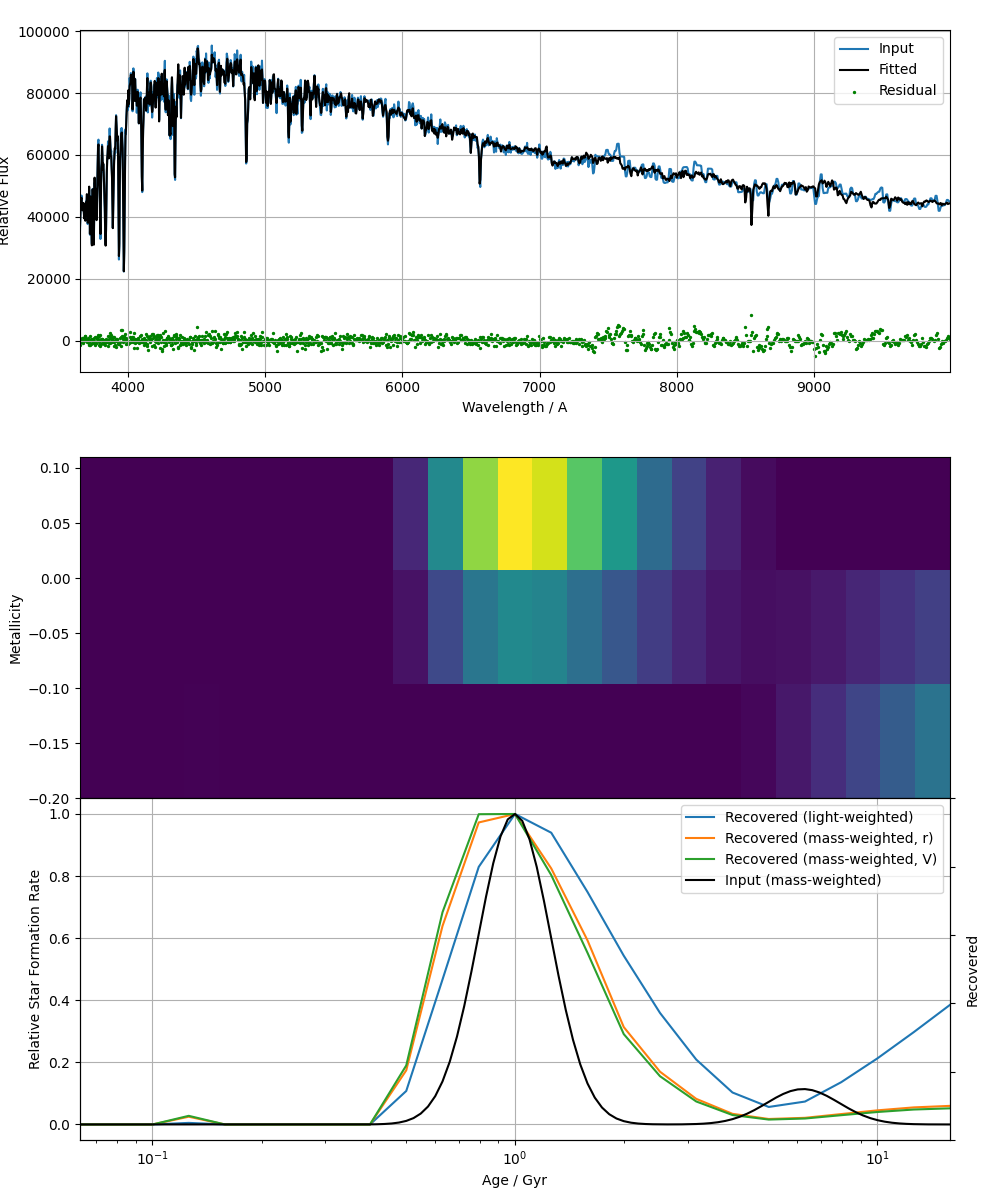 100000
80000
60000
40000
20000
0
Relative Flux
Input
Fitted
Residual
4000
5000
6000
7000
8000
9000
Wavelength / A
0.10
0.05
0.00
−0.05
−0.10
−0.15
−0.20
Metallicity
1.0
0.8
0.6
0.4
0.2
0.0
Relative Star Formation Rate
Recovered (light-weighted)
Recovered (mass-weighted, r)
Recovered (mass-weighted, V)
Input (mass-weighted)
Recovered
10⁻¹
10⁰
10¹
Age / Gyr